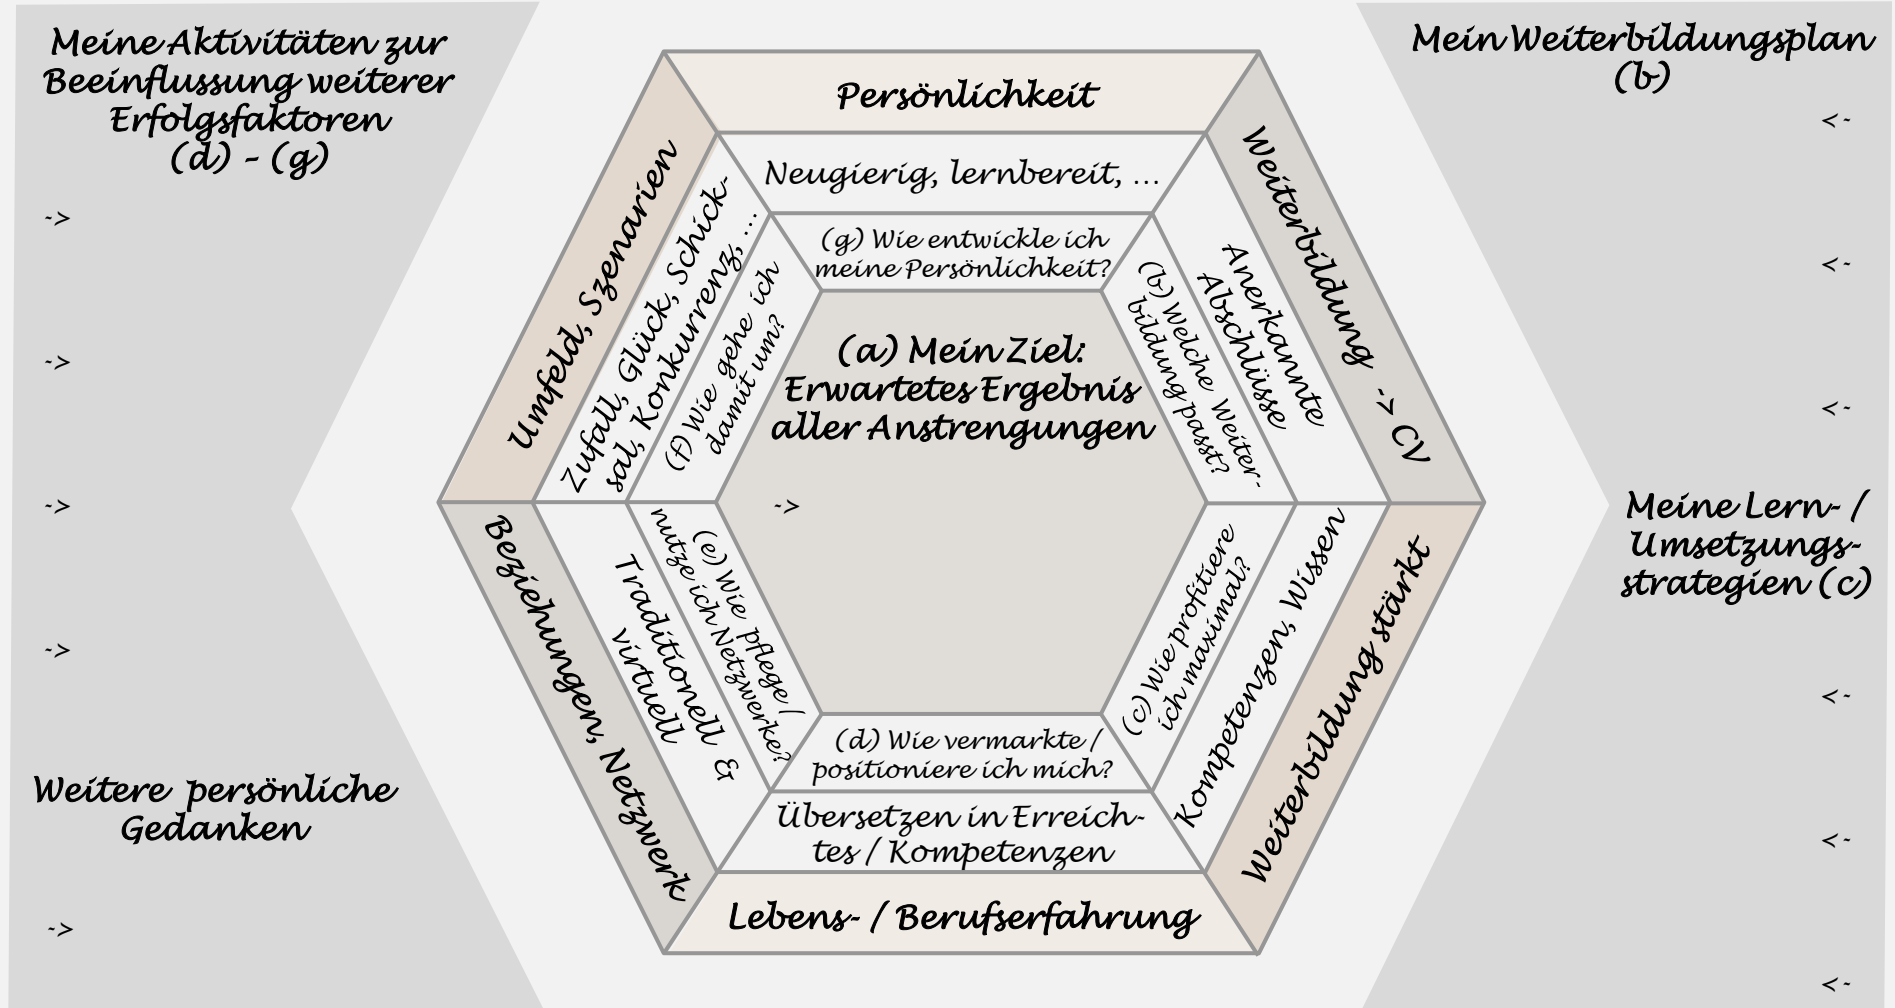 Meine Aktivitäten zur
Beeinflussung weiterer
Erfolgsfaktoren
(d) – (g)
->
->
->
->
Weitere persönliche
Gedanken
->
Persönlichkeit
Neugierig, lernbereit, …
(g) Wie entwickle ich
meine Persönlichkeit?
Umfeld, Szenarien
Zufall, Glück, Schick-
sal, Konkurrenz, …
(f) Wie gehe ich
damit um?
Weiterbildung -> CV
Anerkannte
Abschlüsse
(b) Welche Weiter-
bildung passt?
(a) Mein Ziel:
Erwartetes Ergebnis
aller Anstrengungen
->
Beziehungen, Netzwerk
Traditionell &
virtuell
(e) Wie pflege /
nutze ich Netzwerke?
(c) Wie profitiere
ich maximal?
Kompetenzen, Wissen
Weiterbildung stärkt
(d) Wie vermarkte /
positioniere ich mich?
Übersetzen in Erreich-
tes / Kompetenzen
Lebens- / Berufserfahrung
Mein Weiterbildungsplan
(b)
<-
<-
<-
Meine Lern- /
Umsetzungs-
strategien (c)
<-
<-
<-